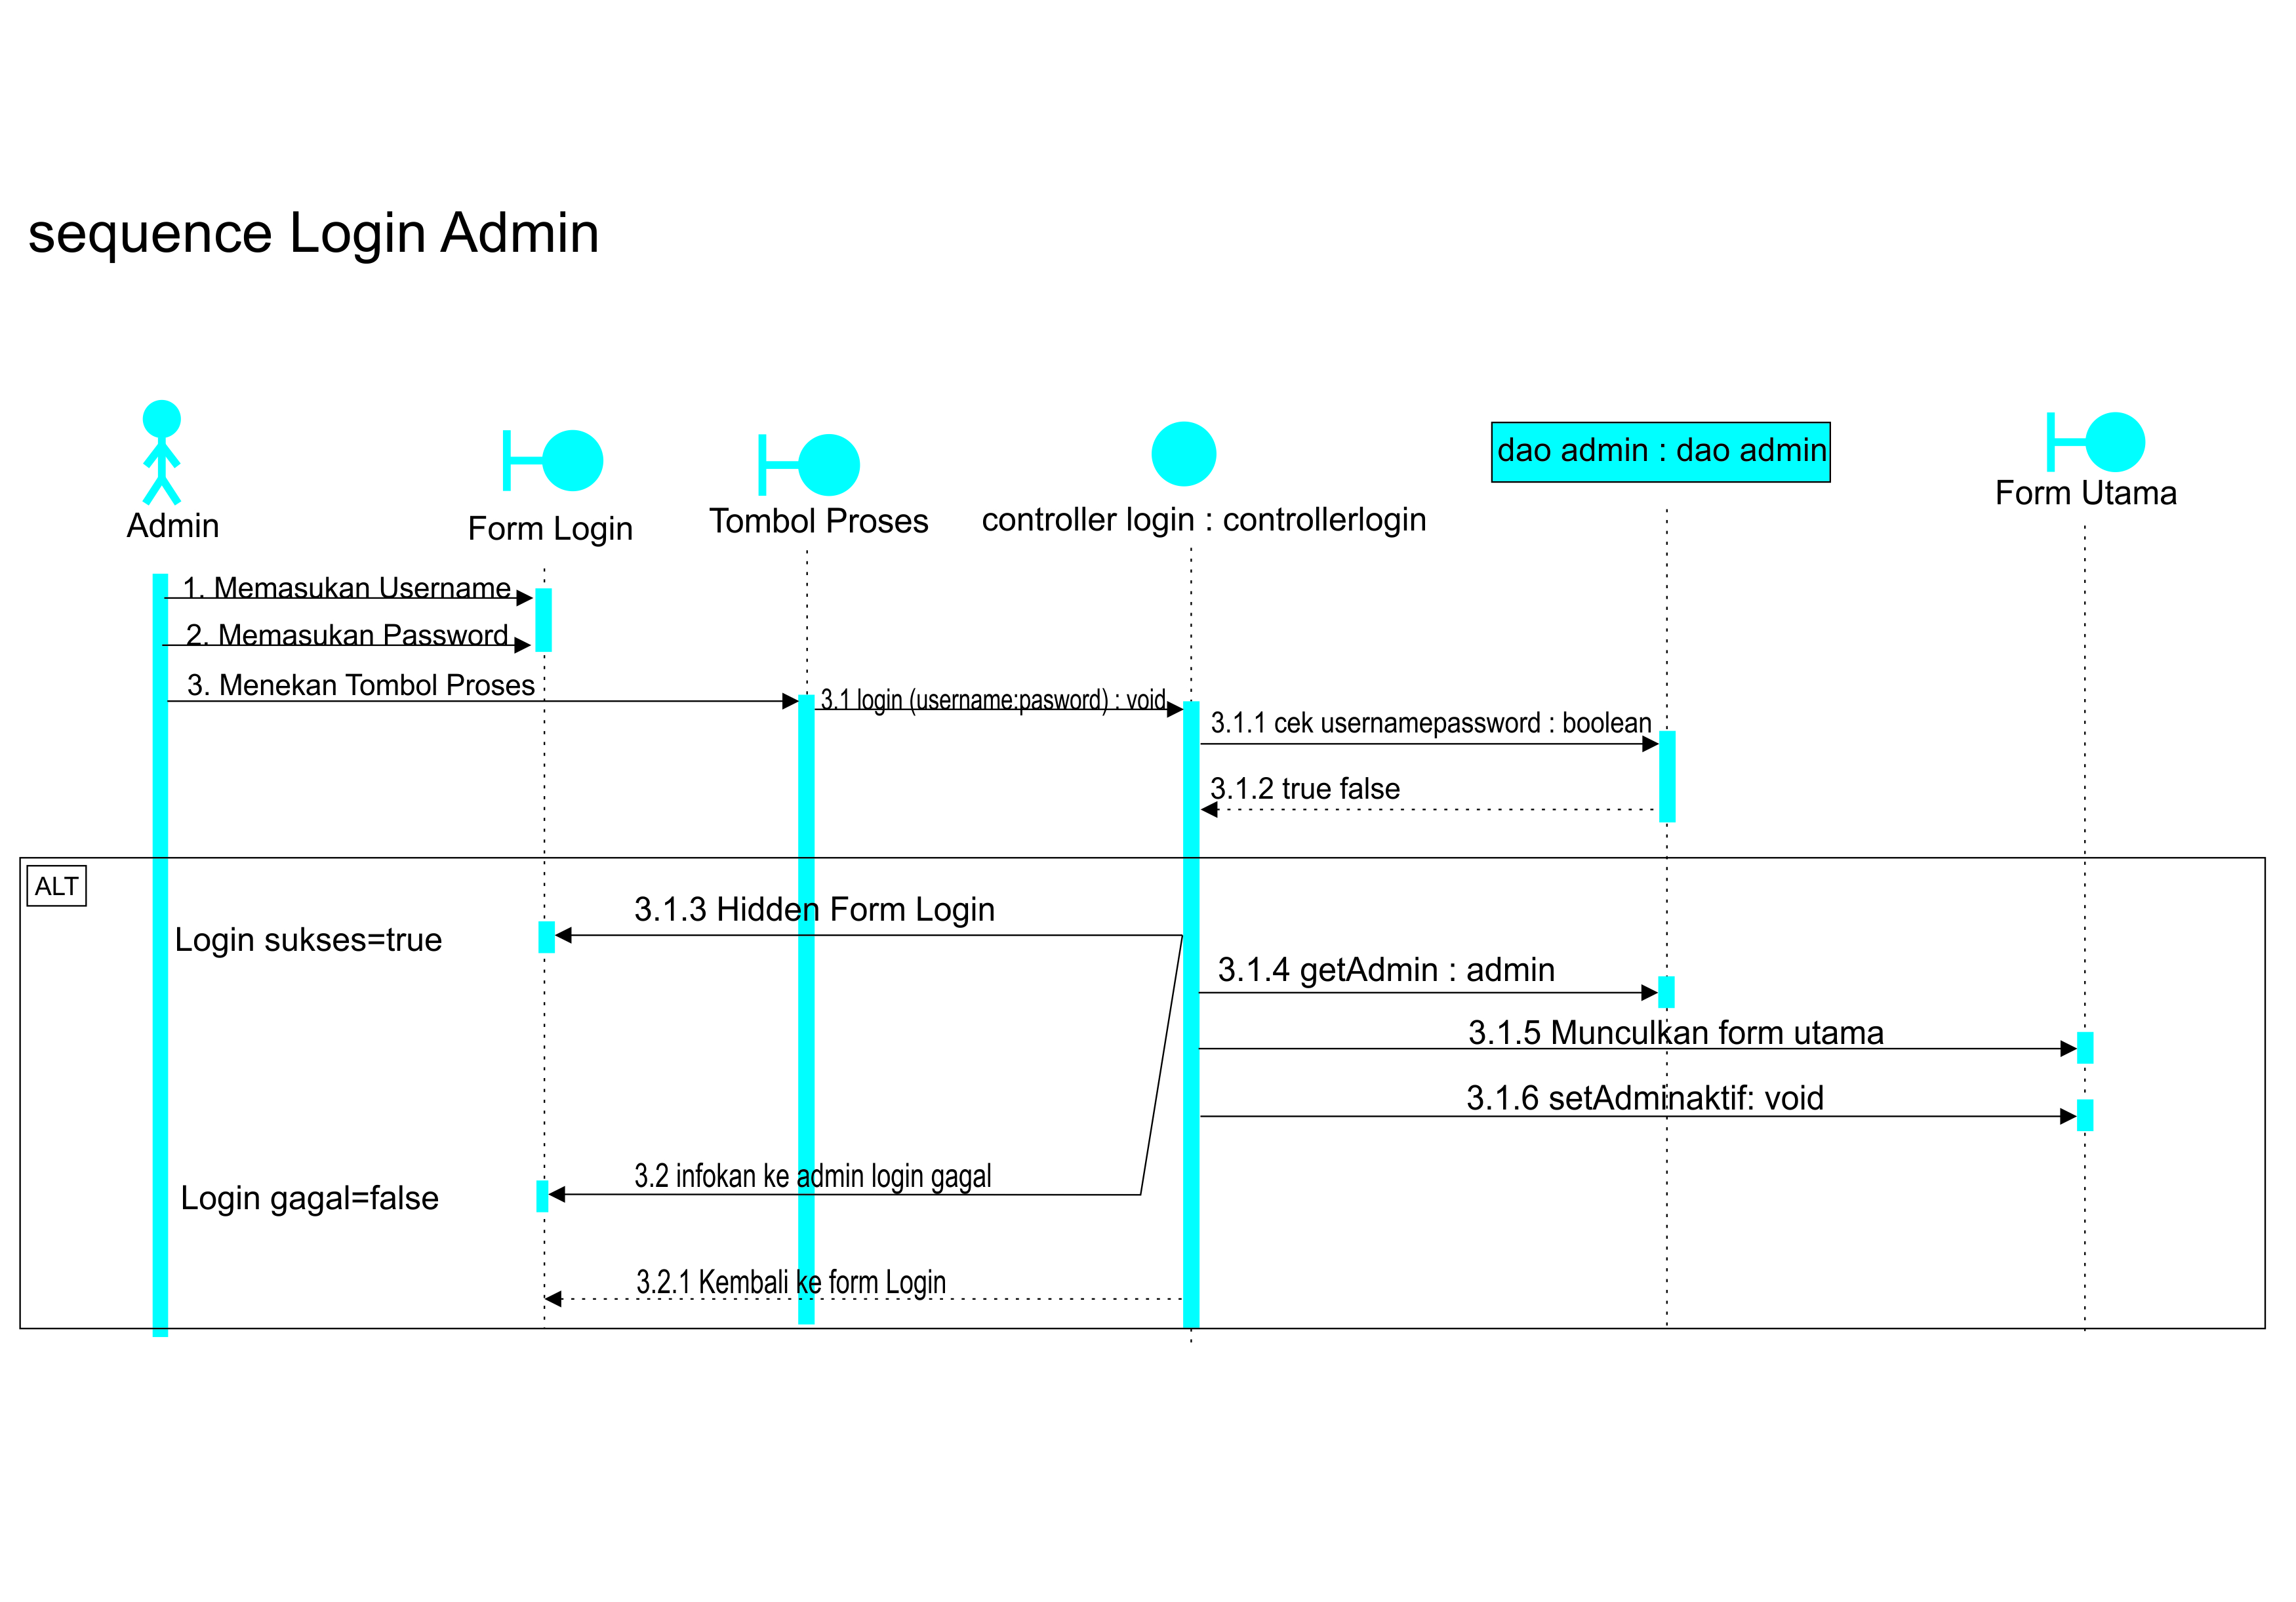 sequence Login Admin
Admin
Form Login
Tombol Proses
controller login : controllerlogin
dao admin : dao admin
Form Utama
1. Memasukan Username
2. Memasukan Password
3. Menekan Tombol Proses
3.1 login (username:pasword) : void
3.1.1 cek usernamepassword : boolean
3.1.2 true false
ALT
3.1.3 Hidden Form Login
Login sukses=true
3.1.4 getAdmin : admin
3.1.5 Munculkan form utama
3.1.6 setAdminaktif: void
3.2 infokan ke admin login gagal
Login gagal=false
3.2.1 Kembali ke form Login